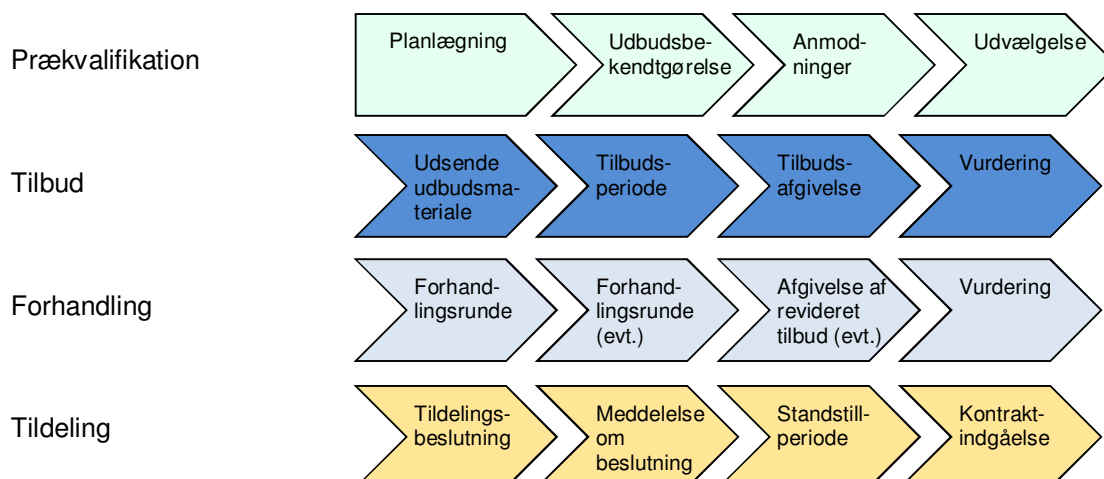 Prækvalifikation
Planlægning
Udbudsbe-
kendtgørelse
Anmod-
ninger
Udvælgelse
Tilbud
Udsende
udbudsma-
teriale
Tilbuds-
periode
Tilbuds-
afgivelse
Vurdering
Forhandling
Forhand-
lingsrunde
Forhand-
lingsrunde
(evt.)
Afgivelse af
revideret
tilbud (evt.)
Vurdering
Tildeling
Tildelings-
beslutning
Meddelelse
om
beslutning
Standstill-
periode
Kontrakt-
indgåelse